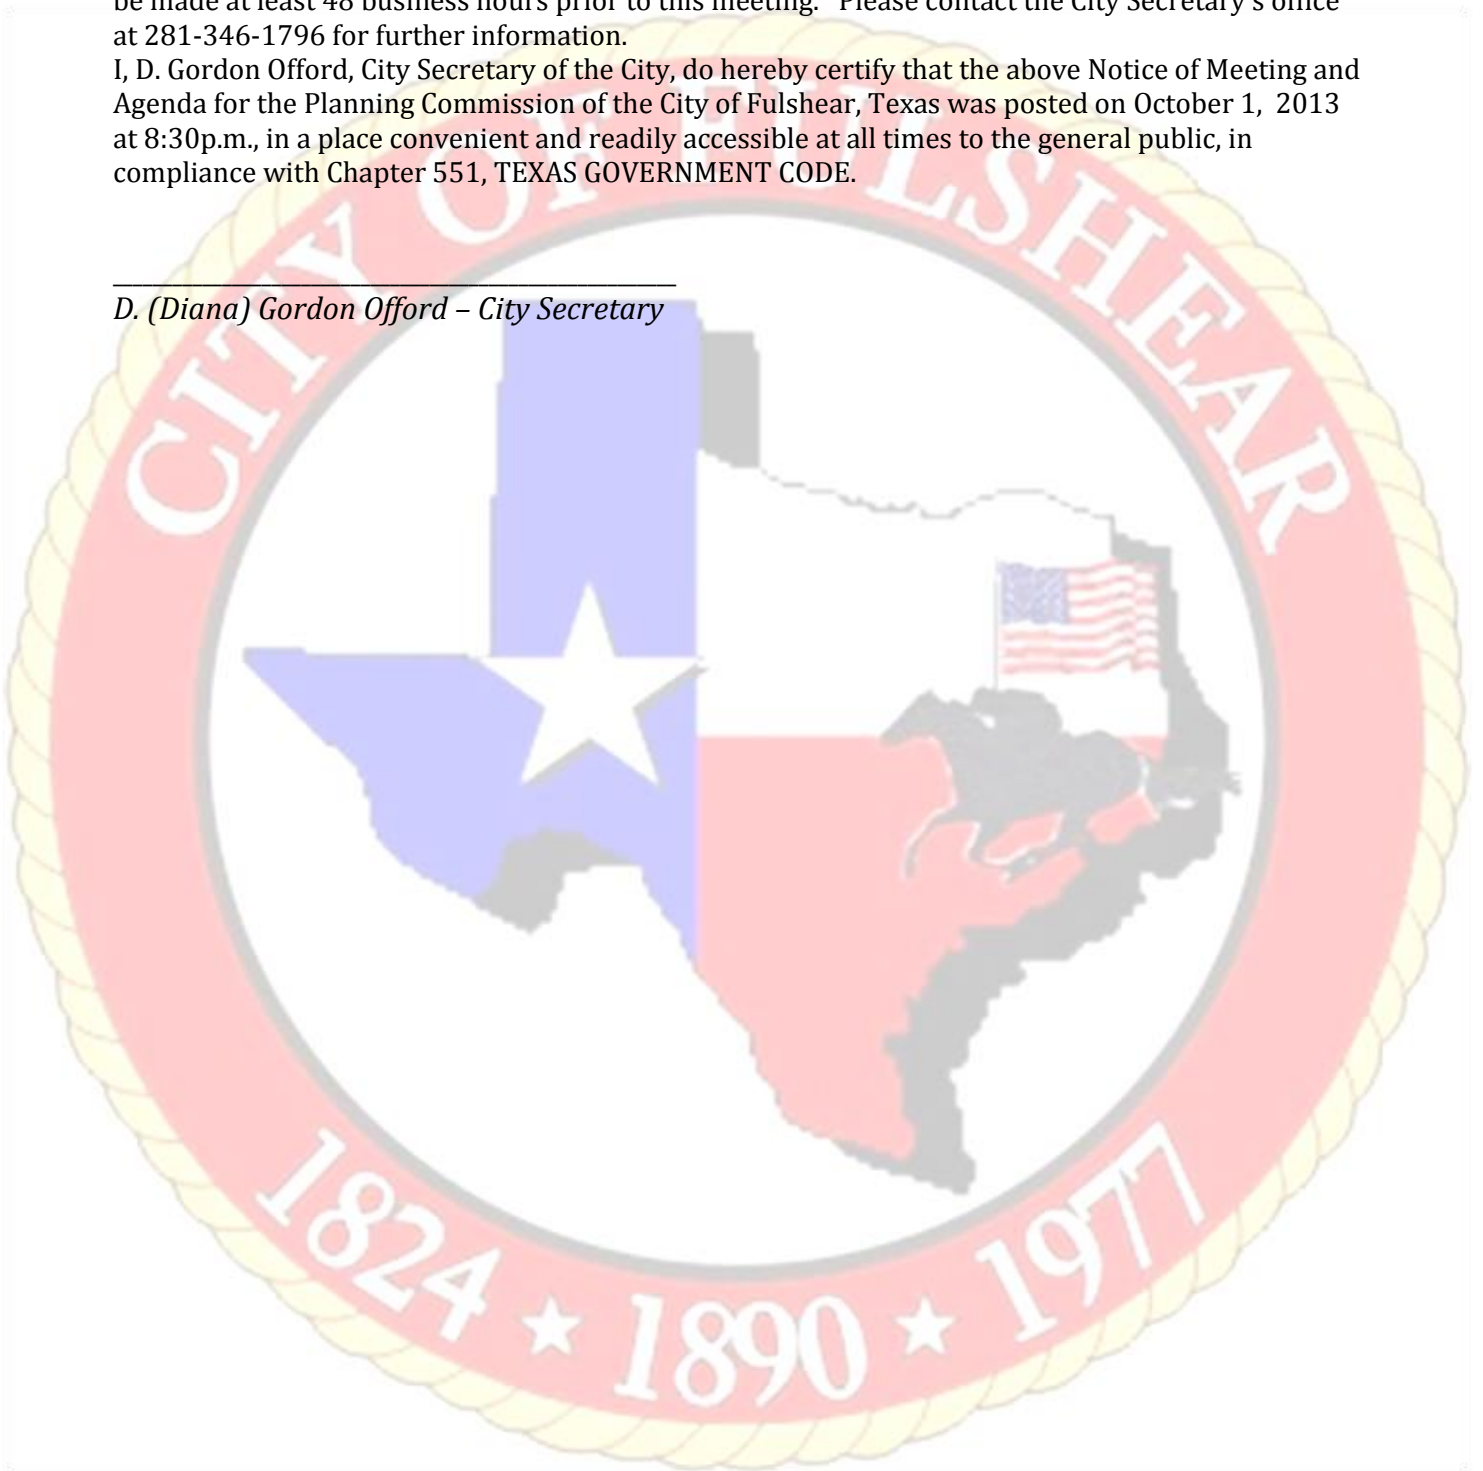 be made at least 48 business hours prior to this meeting. Please contact the City Secretary's office
at 281-346-1796 for further information.
I, D. Gordon Offord, City Secretary of the City, do hereby certify that the above Notice of Meeting and
Agenda for the Planning Commission of the City of Fulshear, Texas was posted on October 1, 2013
at 8:30p.m., in a place convenient and readily accessible at all times to the general public, in
compliance with Chapter 551, TEXAS GOVERNMENT CODE.
D. (Diana) Gordon Offord – City Secretary
CITY OF FULSHEAR
1824 ★ 1890 ★ 1977